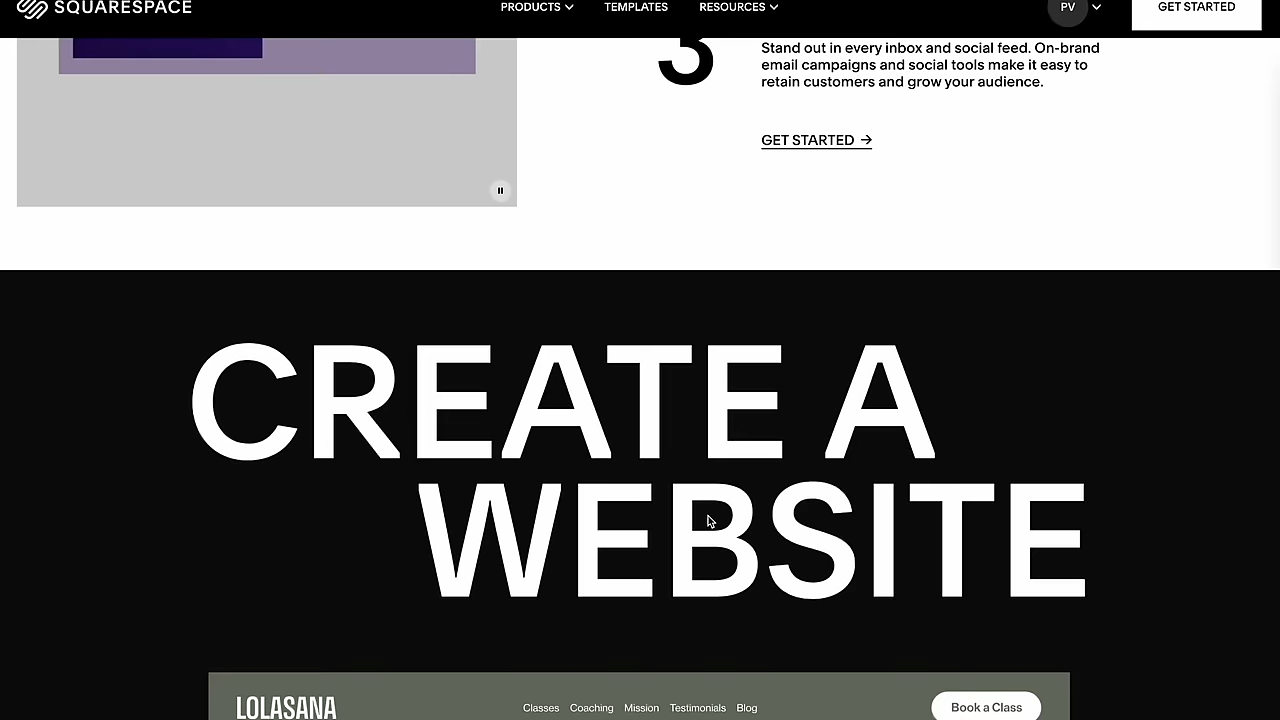 SQUARESPACE
PRODUCTS
TEMPLATES
RESOURCES
PV
GET STARTED
3
Stand out in every inbox and social feed. On-brand
email campaigns and social tools make it easy to
retain customers and grow your audience.
GET STARTED →
CREATE A
WEBSITE
LOLASANA
Classes
Coaching
Mission
Testimonials
Blog
Book a Class